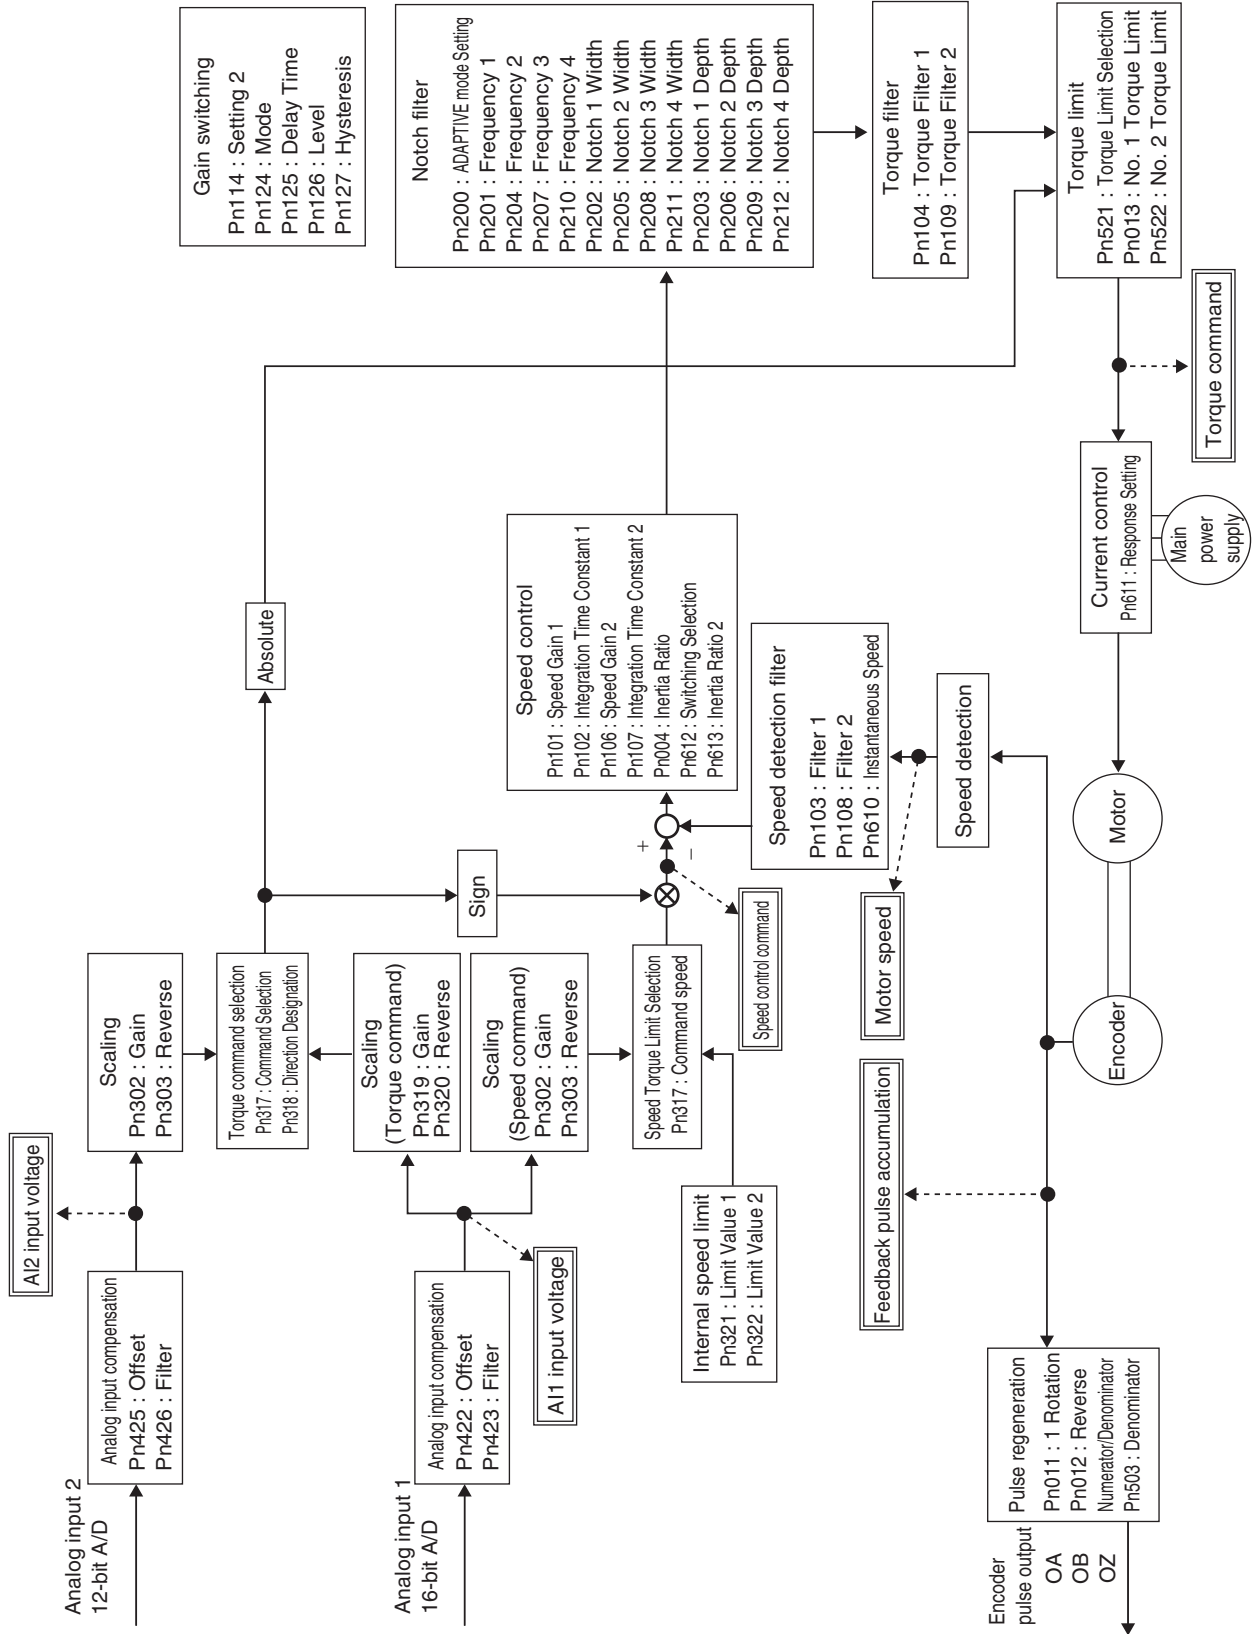 Analog input 2
12-bit A/D
Analog input compensation
Pn425 : Offset
Pn426 : Filter
AI2 input voltage
Scaling
Pn302 : Gain
Pn303 : Reverse
Torque command selection
Pn317 : Command Selection
Pn318 : Direction Designation
Absolute
Gain switching
Pn114 : Setting 2
Pn124 : Mode
Pn125 : Delay Time
Pn126 : Level
Pn127 : Hysteresis
Analog input 1
16-bit A/D
Analog input compensation
Pn422 : Offset
Pn423 : Filter
AI1 input voltage
Scaling
(Torque command)
Pn319 : Gain
Pn320 : Reverse
Scaling
(Speed command)
Pn302 : Gain
Pn303 : Reverse
Sign
Internal speed limit
Pn321 : Limit Value 1
Pn322 : Limit Value 2
Speed Torque Limit Selection
Pn317 : Command speed
Speed control command
+
−
Speed control
Pn101 : Speed Gain 1
Pn102 : Integration Time Constant 1
Pn106 : Speed Gain 2
Pn107 : Integration Time Constant 2
Pn004 : Inertia Ratio
Pn612 : Switching Selection
Pn613 : Inertia Ratio 2
Notch filter
Pn200 : ADAPTIVE mode Setting
Pn201 : Frequency 1
Pn204 : Frequency 2
Pn207 : Frequency 3
Pn210 : Frequency 4
Pn202 : Notch 1 Width
Pn205 : Notch 2 Width
Pn208 : Notch 3 Width
Pn211 : Notch 4 Width
Pn203 : Notch 1 Depth
Pn206 : Notch 2 Depth
Pn209 : Notch 3 Depth
Pn212 : Notch 4 Depth
Feedback pulse accumulation
Motor speed
Speed detection filter
Pn103 : Filter 1
Pn108 : Filter 2
Pn610 : Instantaneous Speed
Speed detection
Torque filter
Pn104 : Torque Filter 1
Pn109 : Torque Filter 2
Encoder
pulse output
OA
OB
OZ
Pulse regeneration
Pn011 : 1 Rotation
Pn012 : Reverse
Numerator/Denominator
Pn503 : Denominator
Encoder
Motor
Current control
Pn611 : Response Setting
Main
power
supply
Torque command
Torque limit
Pn521 : Torque Limit Selection
Pn013 : No. 1 Torque Limit
Pn522 : No. 2 Torque Limit